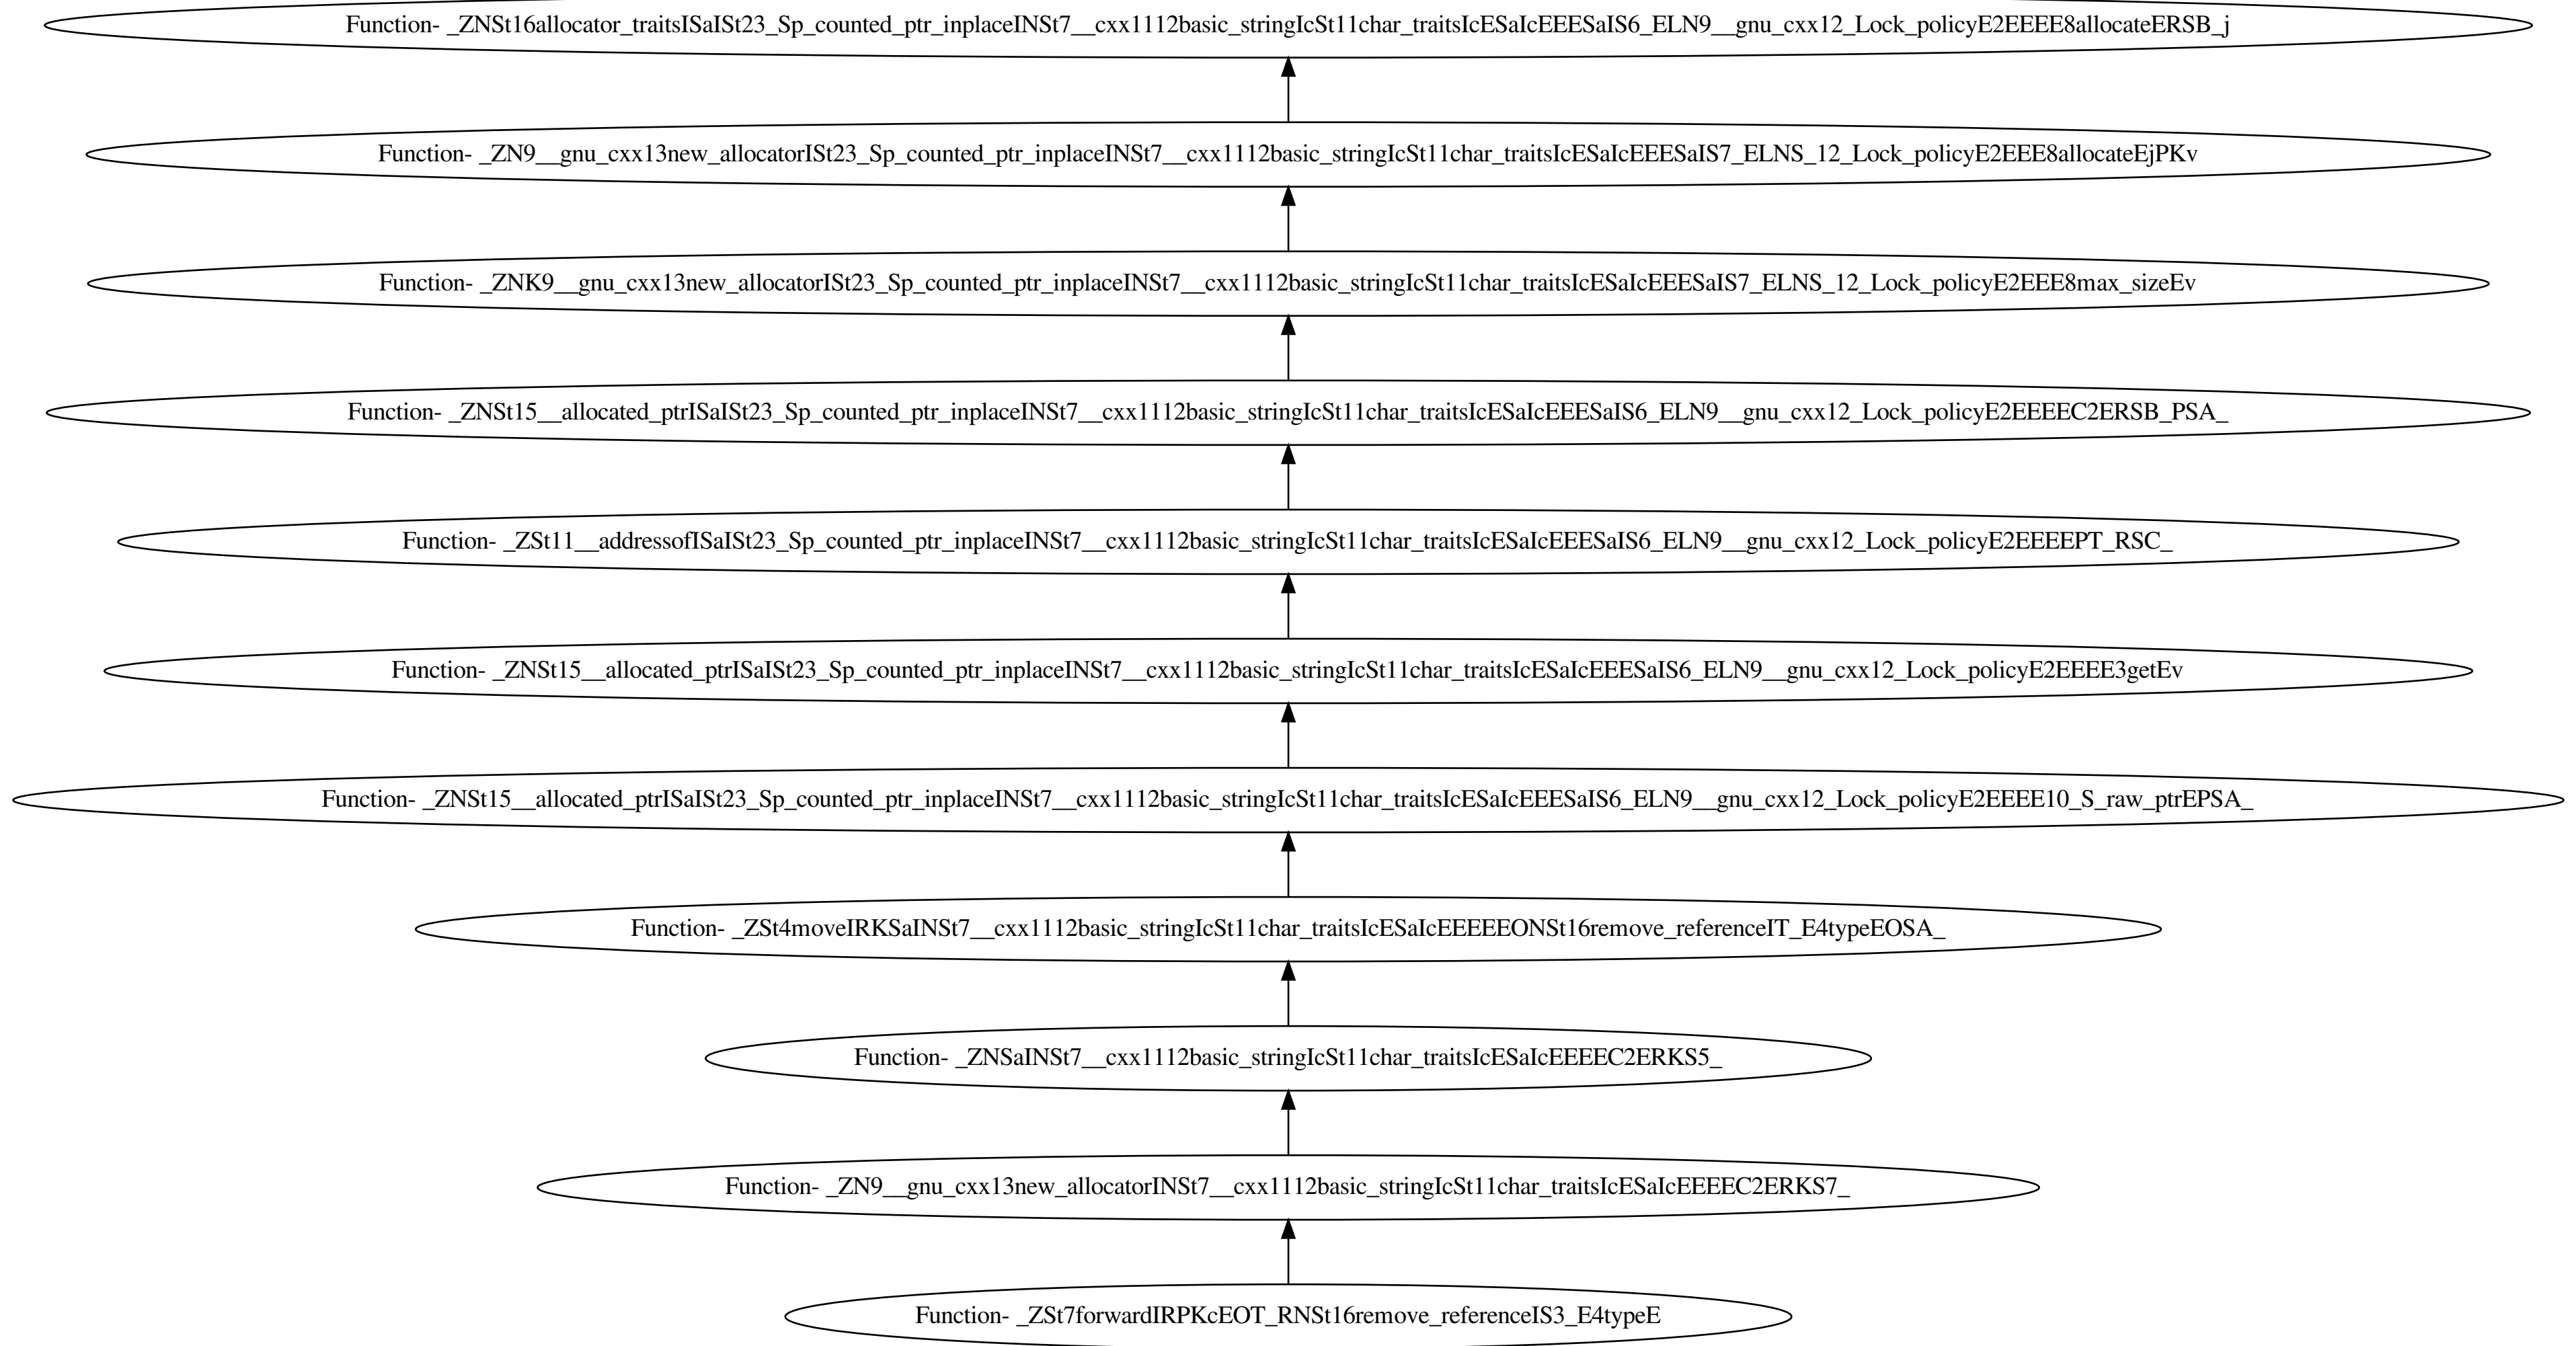 Function- _ZNSt16allocator_traitsISaISt23_Sp_counted_ptr_inplaceINSt7__cxx1112basic_stringIcSt11char_traitsIcESaIcEEESaIS6_ELN9__gnu_cxx12_Lock_policyE2EEEE8allocateERSB_j
Function- _ZN9__gnu_cxx13new_allocatorISt23_Sp_counted_ptr_inplaceINSt7__cxx1112basic_stringIcSt11char_traitsIcESaIcEEESaIS7_ELNS_12_Lock_policyE2EEE8allocateEjPKv
Function- _ZNK9__gnu_cxx13new_allocatorISt23_Sp_counted_ptr_inplaceINSt7__cxx1112basic_stringIcSt11char_traitsIcESaIcEEESaIS7_ELNS_12_Lock_policyE2EEE8max_sizeEv
Function- _ZNSt15__allocated_ptrISaISt23_Sp_counted_ptr_inplaceINSt7__cxx1112basic_stringIcSt11char_traitsIcESaIcEEESaIS6_ELN9__gnu_cxx12_Lock_policyE2EEEEC2ERSB_PSA_
Function- _ZSt11__addressofISaISt23_Sp_counted_ptr_inplaceINSt7__cxx1112basic_stringIcSt11char_traitsIcESaIcEEESaIS6_ELN9__gnu_cxx12_Lock_policyE2EEEEPT_RSC_
Function- _ZNSt15__allocated_ptrISaISt23_Sp_counted_ptr_inplaceINSt7__cxx1112basic_stringIcSt11char_traitsIcESaIcEEESaIS6_ELN9__gnu_cxx12_Lock_policyE2EEEE3getEv
Function- _ZNSt15__allocated_ptrISaISt23_Sp_counted_ptr_inplaceINSt7__cxx1112basic_stringIcSt11char_traitsIcESaIcEEESaIS6_ELN9__gnu_cxx12_Lock_policyE2EEEE10_S_raw_ptrEPSA_
Function- _ZSt4moveIRKSaINSt7__cxx1112basic_stringIcSt11char_traitsIcESaIcEEEEEONSt16remove_referenceIT_E4typeEOSA_
Function- _ZNSaINSt7__cxx1112basic_stringIcSt11char_traitsIcESaIcEEEEC2ERKS5_
Function- _ZN9__gnu_cxx13new_allocatorINSt7__cxx1112basic_stringIcSt11char_traitsIcESaIcEEEEC2ERKS7_
Function- _ZSt7forwardIRPKcEOT_RNSt16remove_referenceIS3_E4typeE